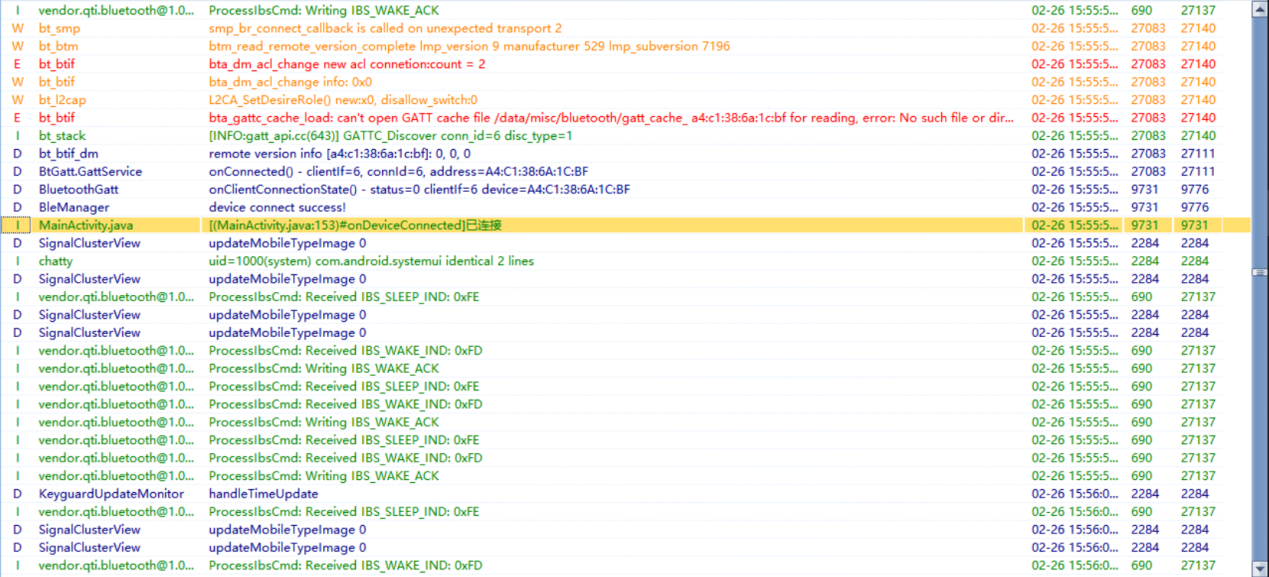 I vendor.qti.bluetooth@1.0... ProcessIbsCmd: Writing IBS_WAKE_ACK 02-26 15:55:5... 690 27137
W bt_smp smp_br_connect_callback is called on unexpected transport 2 02-26 15:55:5... 27083 27140
W bt_btm btm_read_remote_version_complete lmp_version 9 manufacturer 529 lmp_subversion 7196 02-26 15:55:5... 27083 27140
E bt_btif bta_dm_acl_change new acl connetion:count = 2 02-26 15:55:5... 27083 27140
W bt_btif bta_dm_acl_change info: 0x0 02-26 15:55:5... 27083 27140
W bt_l2cap L2CA_SetDesireRole() new:x0, disallow_switch:0 02-26 15:55:5... 27083 27140
E bt_btif bta_gattc_cache_load: can't open GATT cache file /data/misc/bluetooth/gatt_cache_ a4:c1:38:6a:1c:bf for reading, error: No such file or dir... 02-26 15:55:5... 27083 27140
I bt_stack [INFO:gatt_api.cc(643)] GATTC_Discover conn_id=6 disc_type=1 02-26 15:55:5... 27083 27140
D bt_btif_dm remote version info [a4:c1:38:6a:1c:bf]: 0, 0, 0 02-26 15:55:5... 27083 27111
D BtGatt.GattService onConnected() - clientIf=6, connId=6, address=A4:C1:38:6A:1C:BF 02-26 15:55:5... 27083 27111
D BluetoothGatt onClientConnectionState() - status=0 clientIf=6 device=A4:C1:38:6A:1C:BF 02-26 15:55:5... 9731 9776
D BleManager device connect success! 02-26 15:55:5... 9731 9776
I MainActivity.java [(MainActivity.java:153)#onDeviceConnected]已连接 02-26 15:55:5... 9731 9731
D SignalClusterView updateMobileTypeImage 0 02-26 15:55:5... 2284 2284
I chatty uid=1000(system) com.android.systemui identical 2 lines 02-26 15:55:5... 2284 2284
D SignalClusterView updateMobileTypeImage 0 02-26 15:55:5... 2284 2284
I vendor.qti.bluetooth@1.0... ProcessIbsCmd: Received IBS_SLEEP_IND: 0xFE 02-26 15:55:5... 690 27137
D SignalClusterView updateMobileTypeImage 0 02-26 15:55:5... 2284 2284
D SignalClusterView updateMobileTypeImage 0 02-26 15:55:5... 2284 2284
I vendor.qti.bluetooth@1.0... ProcessIbsCmd: Received IBS_WAKE_IND: 0xFD 02-26 15:55:5... 690 27137
I vendor.qti.bluetooth@1.0... ProcessIbsCmd: Writing IBS_WAKE_ACK 02-26 15:55:5... 690 27137
I vendor.qti.bluetooth@1.0... ProcessIbsCmd: Received IBS_SLEEP_IND: 0xFE 02-26 15:55:5... 690 27137
I vendor.qti.bluetooth@1.0... ProcessIbsCmd: Received IBS_WAKE_IND: 0xFD 02-26 15:55:5... 690 27137
I vendor.qti.bluetooth@1.0... ProcessIbsCmd: Writing IBS_WAKE_ACK 02-26 15:55:5... 690 27137
I vendor.qti.bluetooth@1.0... ProcessIbsCmd: Received IBS_SLEEP_IND: 0xFE 02-26 15:55:5... 690 27137
I vendor.qti.bluetooth@1.0... ProcessIbsCmd: Received IBS_WAKE_IND: 0xFD 02-26 15:55:5... 690 27137
I vendor.qti.bluetooth@1.0... ProcessIbsCmd: Writing IBS_WAKE_ACK 02-26 15:55:5... 690 27137
D KeyguardUpdateMonitor handleTimeUpdate 02-26 15:56:0... 2284 2284
I vendor.qti.bluetooth@1.0... ProcessIbsCmd: Received IBS_SLEEP_IND: 0xFE 02-26 15:56:0... 690 27137
D SignalClusterView updateMobileTypeImage 0 02-26 15:56:0... 2284 2284
D SignalClusterView updateMobileTypeImage 0 02-26 15:56:0... 2284 2284
I vendor.qti.bluetooth@1.0... ProcessIbsCmd: Received IBS_WAKE_IND: 0xFD 02-26 15:56:0... 690 27137